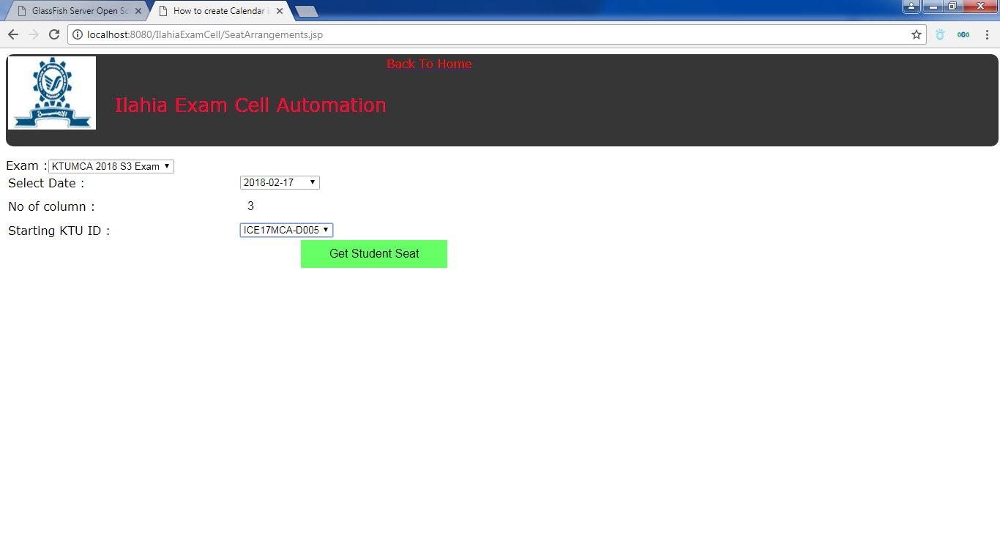 GlassFish Server Open Sc
How to create Calendar i
localhost:8080/IlahiaExamCell/SeatArrangements.jsp
Back To Home
Ilahia Exam Cell Automation
Exam : KTUMCA 2018 S3 Exam
Select Date : 2018-02-17
No of column : 3
Starting KTU ID : ICE17MCA-D005
Get Student Seat